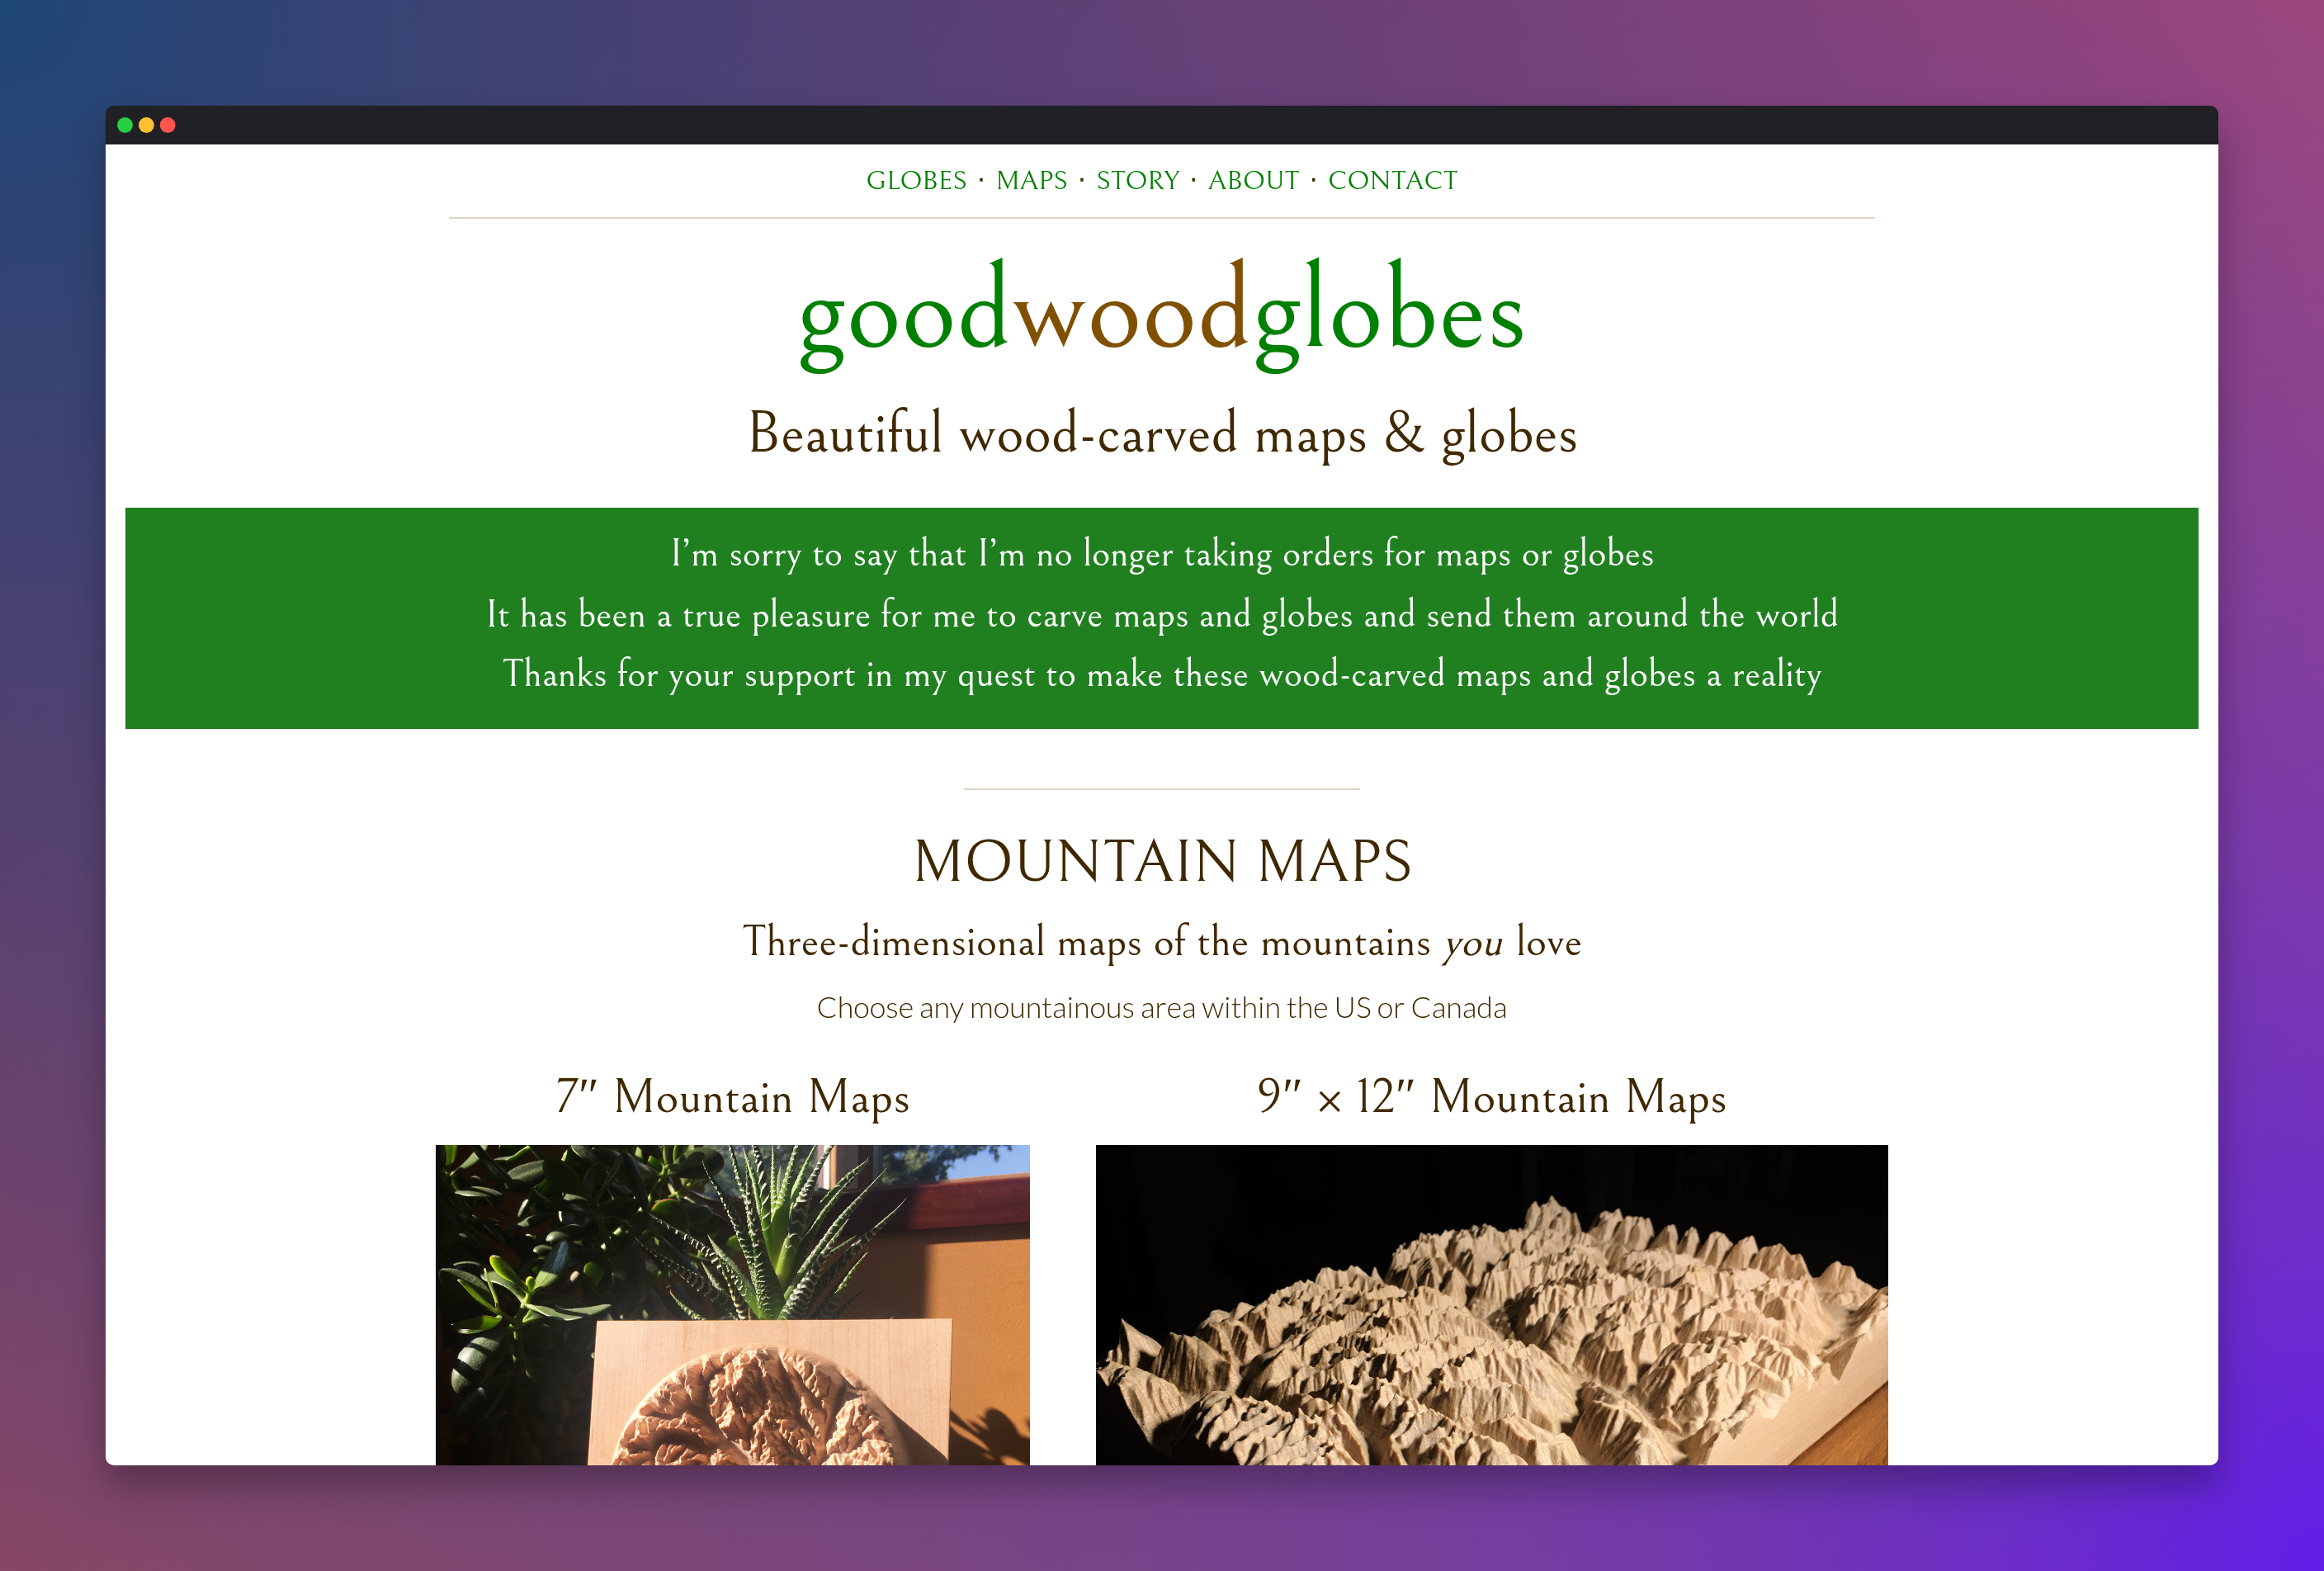 GLOBES · MAPS · STORY · ABOUT · CONTACT
goodwoodglobes
Beautiful wood-carved maps & globes
I’m sorry to say that I’m no longer taking orders for maps or globes
It has been a true pleasure for me to carve maps and globes and send them around the world
Thanks for your support in my quest to make these wood-carved maps and globes a reality
MOUNTAIN MAPS
Three-dimensional maps of the mountains you love
Choose any mountainous area within the US or Canada
7″ Mountain Maps
9″ × 12″ Mountain Maps